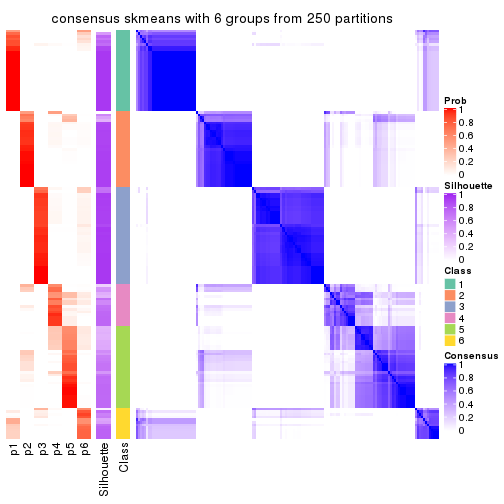 consensus skmeans with 6 groups from 250 partitions
Prob
1
0.8
0.6
0.4
0.2
0
Silhouette
1
0.8
0.6
0.4
0.2
0
Class
1
2
3
4
5
6
Consensus
1
0.8
0.6
0.4
0.2
0
p1
p2
p3
p4
p5
p6
Silhouette
Class